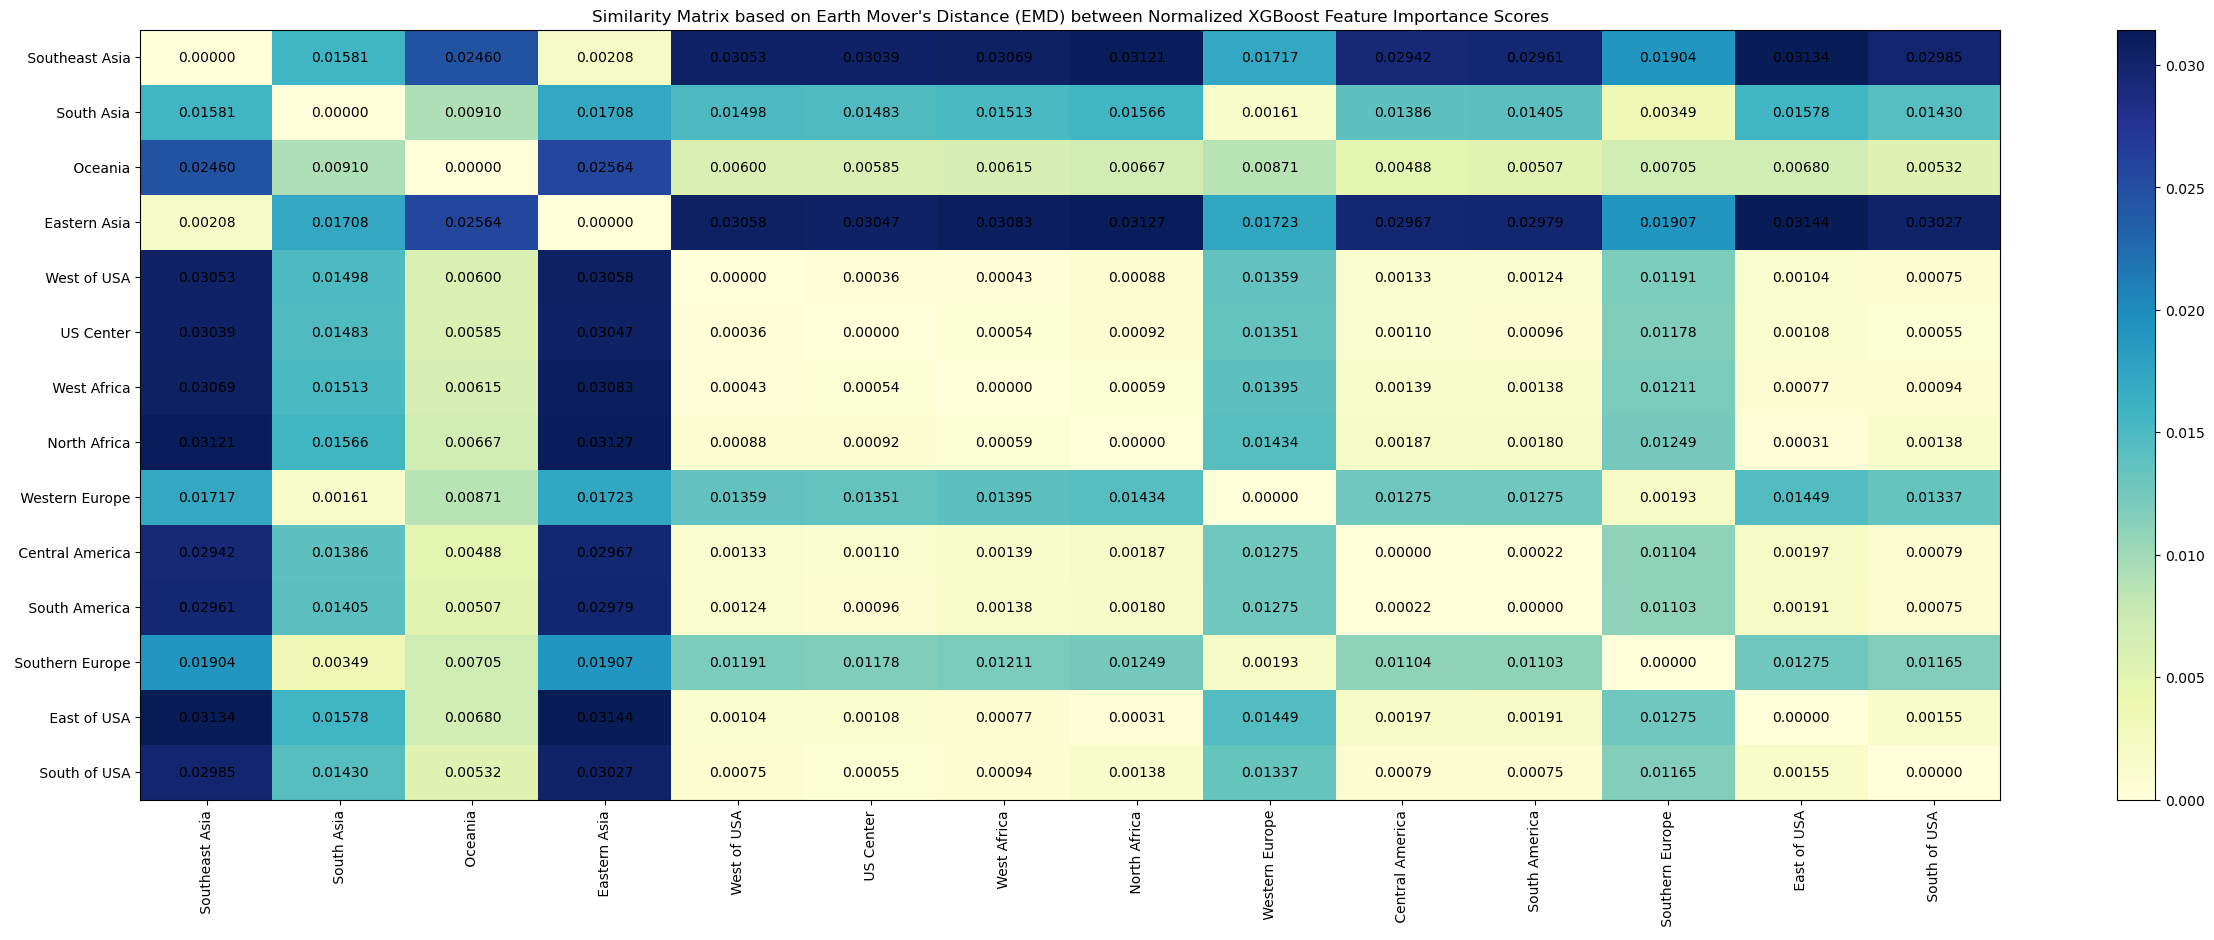 Similarity Matrix based on Earth Mover's Distance (EMD) between Normalized XGBoost Feature Importance Scores
Southeast Asia 0.00000 0.01581 0.02460 0.00208 0.03053 0.03039 0.03069 0.03121 0.01717 0.02942 0.02961 0.01904 0.03134 0.02985
South Asia 0.01581 0.00000 0.00910 0.01708 0.01498 0.01483 0.01513 0.01566 0.00161 0.01386 0.01405 0.00349 0.01578 0.01430
Oceania 0.02460 0.00910 0.00000 0.02564 0.00600 0.00585 0.00615 0.00667 0.00871 0.00488 0.00507 0.00705 0.00680 0.00532
Eastern Asia 0.00208 0.01708 0.02564 0.00000 0.03058 0.03047 0.03083 0.03127 0.01723 0.02967 0.02979 0.01907 0.03144 0.03027
West of USA 0.03053 0.01498 0.00600 0.03058 0.00000 0.00036 0.00043 0.00088 0.01359 0.00133 0.00124 0.01191 0.00104 0.00075
US Center 0.03039 0.01483 0.00585 0.03047 0.00036 0.00000 0.00054 0.00092 0.01351 0.00110 0.00096 0.01178 0.00108 0.00055
West Africa 0.03069 0.01513 0.00615 0.03083 0.00043 0.00054 0.00000 0.00059 0.01395 0.00139 0.00138 0.01211 0.00077 0.00094
North Africa 0.03121 0.01566 0.00667 0.03127 0.00088 0.00092 0.00059 0.00000 0.01434 0.00187 0.00180 0.01249 0.00031 0.00138
Western Europe 0.01717 0.00161 0.00871 0.01723 0.01359 0.01351 0.01395 0.01434 0.00000 0.01275 0.01275 0.00193 0.01449 0.01337
Central America 0.02942 0.01386 0.00488 0.02967 0.00133 0.00110 0.00139 0.00187 0.01275 0.00000 0.00022 0.01104 0.00197 0.00079
South America 0.02961 0.01405 0.00507 0.02979 0.00124 0.00096 0.00138 0.00180 0.01275 0.00022 0.00000 0.01103 0.00191 0.00075
Southern Europe 0.01904 0.00349 0.00705 0.01907 0.01191 0.01178 0.01211 0.01249 0.00193 0.01104 0.01103 0.00000 0.01275 0.01165
East of USA 0.03134 0.01578 0.00680 0.03144 0.00104 0.00108 0.00077 0.00031 0.01449 0.00197 0.00191 0.01275 0.00000 0.00155
South of USA 0.02985 0.01430 0.00532 0.03027 0.00075 0.00055 0.00094 0.00138 0.01337 0.00079 0.00075 0.01165 0.00155 0.00000
Southeast Asia
South Asia
Oceania
Eastern Asia
West of USA
US Center
West Africa
North Africa
Western Europe
Central America
South America
Southern Europe
East of USA
South of USA
0.030
0.025
0.020
0.015
0.010
0.005
0.000